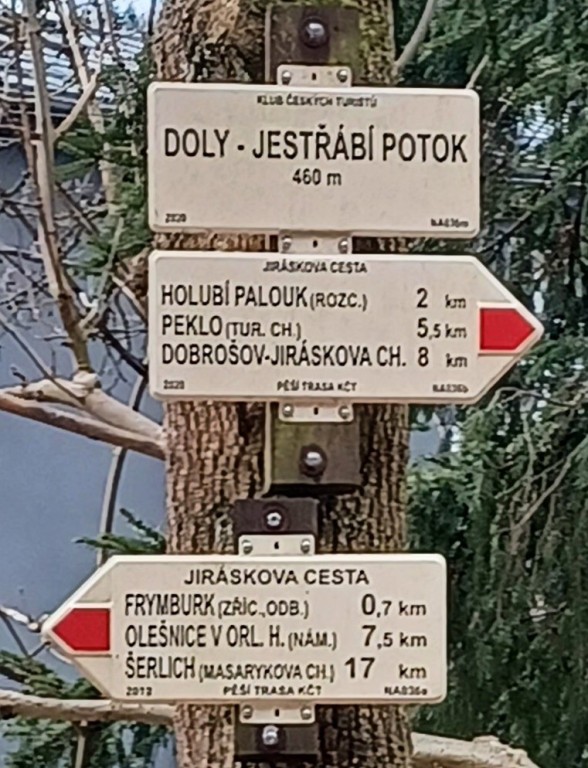 KLUB ČESKÝCH TURISTŮ
DOLY - JESTŘÁBÍ POTOK
460 m
2020 NA036m
JIRÁSKOVA CESTA
HOLUBÍ PALOUK (ROZC.) 2 km
PEKLO (TUR. CH.) 5,5 km
DOBROŠOV-JIRÁSKOVA CH. 8 km
2020 PĚŠÍ TRASA KČT NA036b
JIRÁSKOVA CESTA
FRYMBURK (ZŘÍC., ODB.) 0,7 km
OLEŠNICE V ORL. H. (NÁM.) 7,5 km
ŠERLICH (MASARYKOVA CH.) 17 km
2012 PĚŠÍ TRASA KČT NA036a